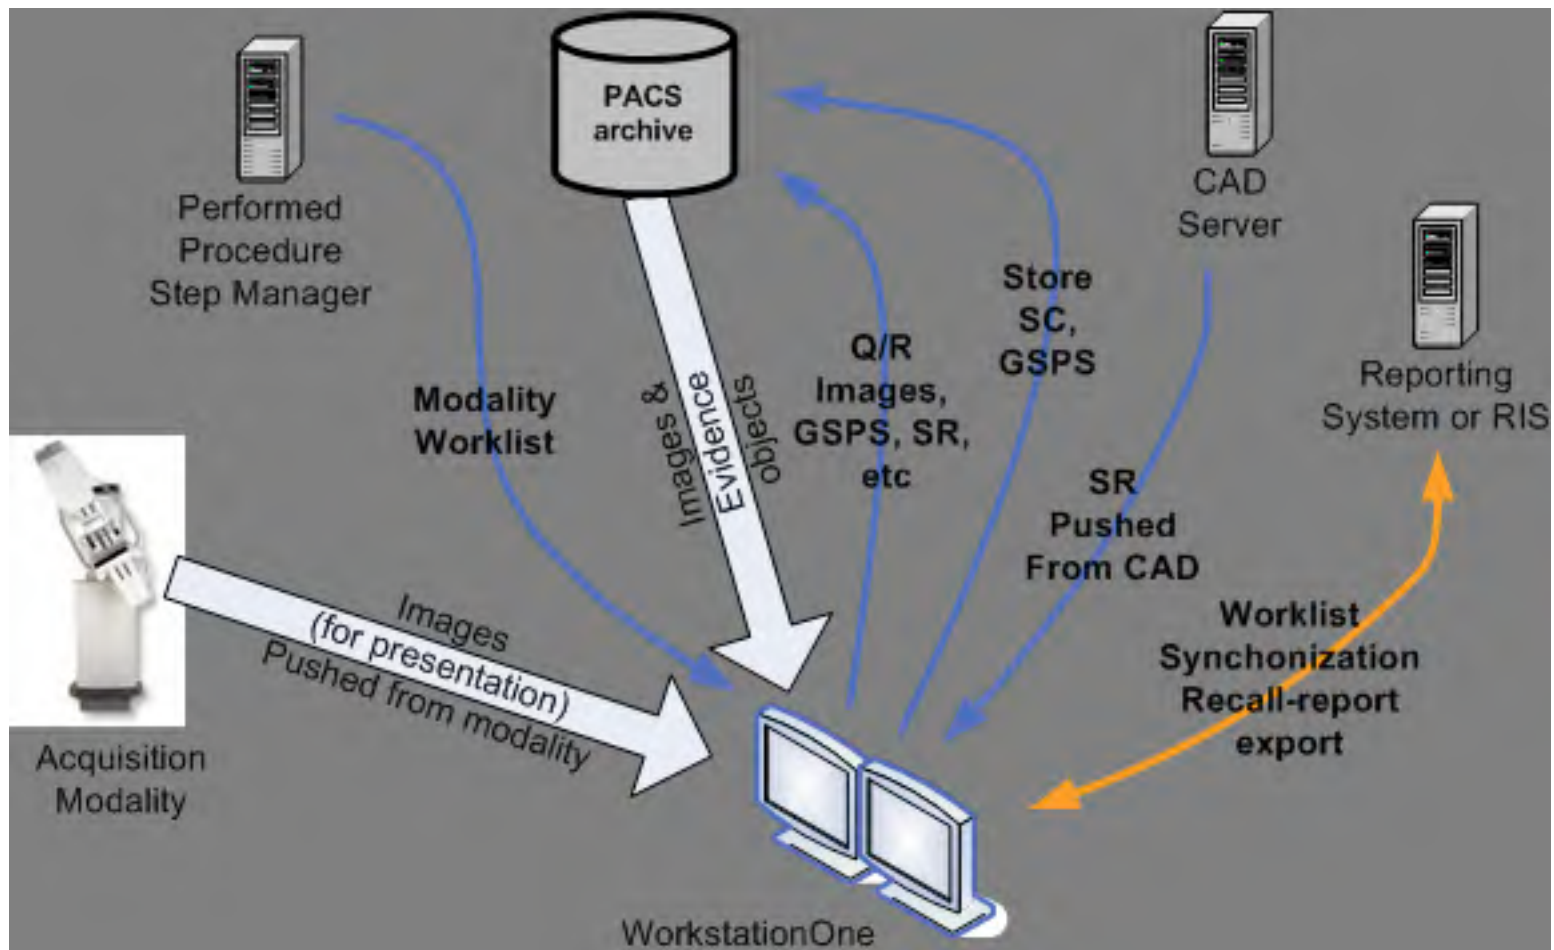 PACS
archive
Performed
Procedure
Step Manager
CAD
Server
Reporting
System or RIS
Modality
Worklist
Images &
Evidence
objects
Q/R
Images,
GSPS, SR,
etc
Store
SC,
GSPS
SR
Pushed
From CAD
Worklist
Synchonization
Recall-report
export
Images
(for presentation)
Pushed from modality
Acquisition
Modality
WorkstationOne